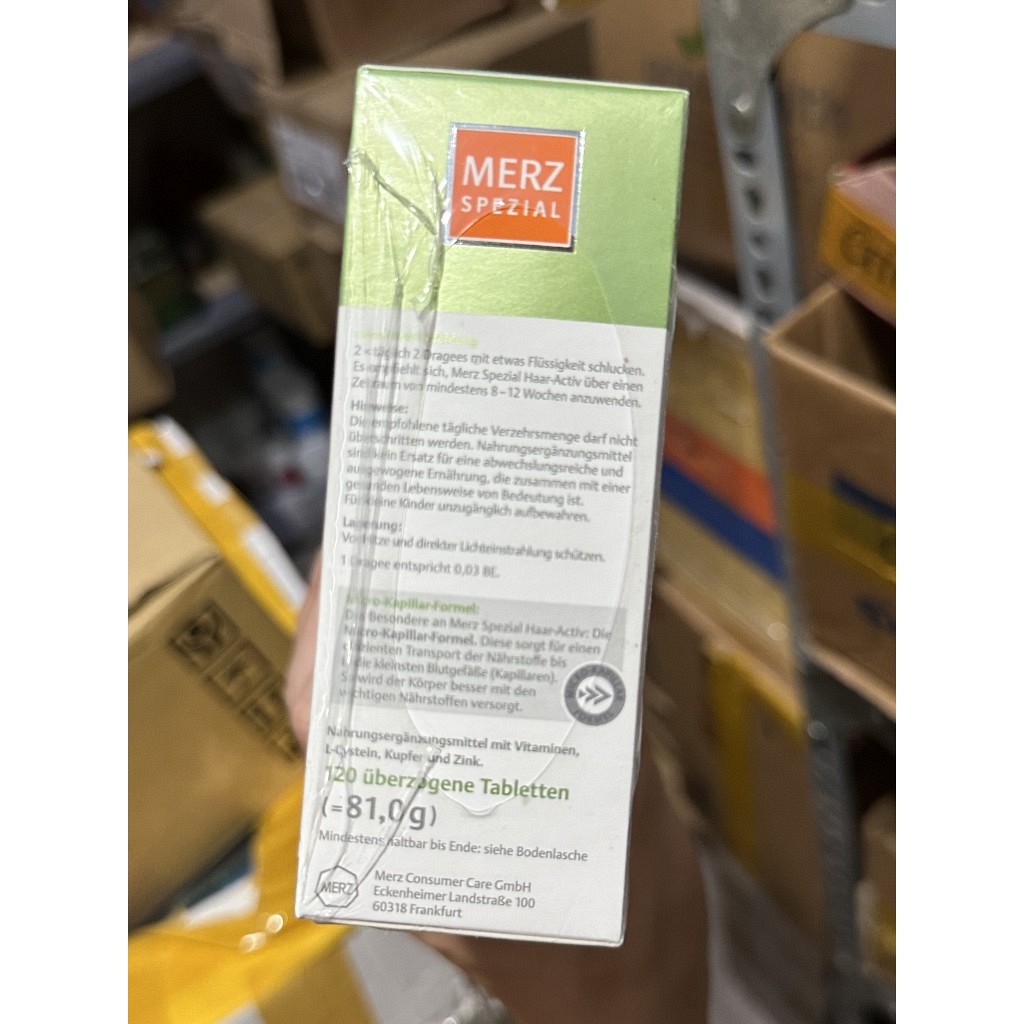 MERZ
SPEZIAL
2 × täglich 2 Dragees mit etwas Flüssigkeit schlucken.
Es empfiehlt sich, Merz Spezial Haar-Activ über einen
Zeitraum von mindestens 8–12 Wochen anzuwenden.
Hinweise:
Die empfohlene tägliche Verzehrsmenge darf nicht
überschritten werden. Nahrungsergänzungsmittel
sind kein Ersatz für eine abwechslungsreiche und
ausgewogene Ernährung, die zusammen mit einer
gesunden Lebensweise von Bedeutung ist.
Für kleine Kinder unzugänglich aufbewahren.
Lagerung:
Vor Hitze und direkter Lichteinstrahlung schützen.
1 Dragee entspricht 0,03 BE.
Micro-Kapillar-Formel:
Das Besondere an Merz Spezial Haar-Activ: Die
Micro-Kapillar-Formel. Diese sorgt für einen
effizienten Transport der Nährstoffe bis
in die kleinsten Blutgefäße (Kapillaren).
So wird der Körper besser mit den
wichtigen Nährstoffen versorgt.
Nahrungsergänzungsmittel mit Vitaminen,
L-Cystein, Kupfer und Zink.
120 überzogene Tabletten
(=81,0g)
Mindestens haltbar bis Ende: siehe Bodenlasche
MERZ
Merz Consumer Care GmbH
Eckenheimer Landstraße 100
60318 Frankfurt